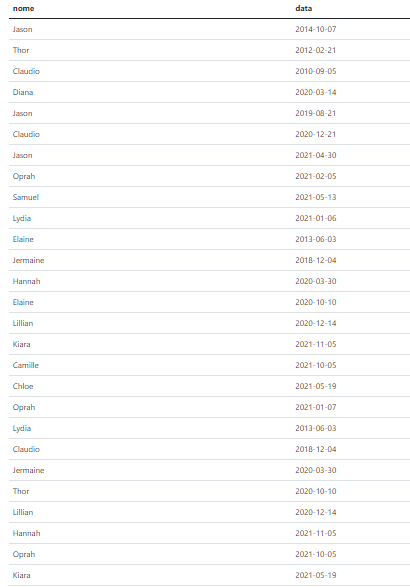 nome data
Jason 2014-10-07
Thor 2012-02-21
Claudio 2010-09-05
Diana 2020-03-14
Jason 2019-08-21
Claudio 2020-12-21
Jason 2021-04-30
Oprah 2021-02-05
Samuel 2021-05-13
Lydia 2021-01-06
Elaine 2013-06-03
Jermaine 2018-12-04
Hannah 2020-03-30
Elaine 2020-10-10
Lillian 2020-12-14
Kiara 2021-11-05
Camille 2021-10-05
Chloe 2021-05-19
Oprah 2021-01-07
Lydia 2013-06-03
Claudio 2018-12-04
Jermaine 2020-03-30
Thor 2020-10-10
Lillian 2020-12-14
Hannah 2021-11-05
Oprah 2021-10-05
Kiara 2021-05-19